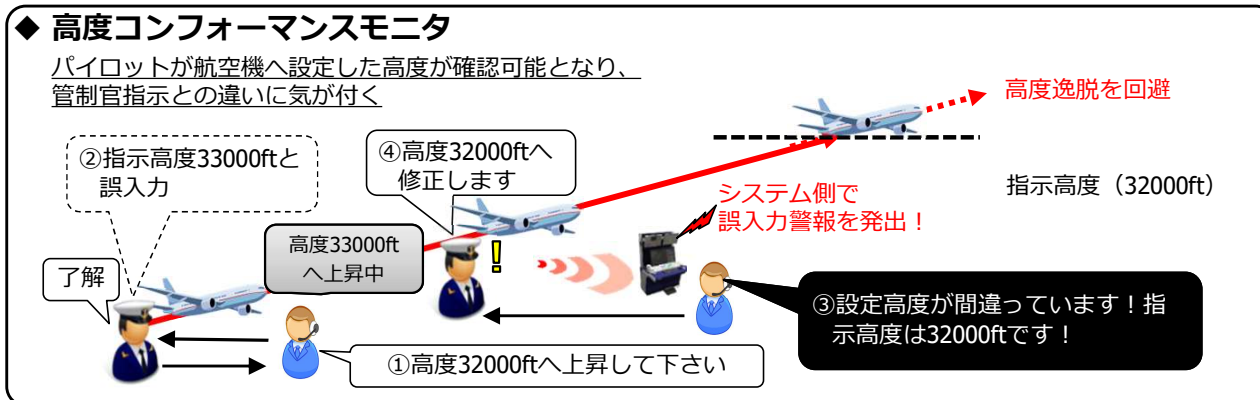 ◆ 高度コンフォーマンスモニタ
パイロットが航空機へ設定した高度が確認可能となり、
管制官指示との違いに気が付く
高度逸脱を回避
②指示高度33000ftと
誤入力
④高度32000ftへ
修正します
指示高度（32000ft）
システム側で
誤入力警報を発出！
高度33000ft
へ上昇中
!
了解
③設定高度が間違っています！指
示高度は32000ftです！
①高度32000ftへ上昇して下さい